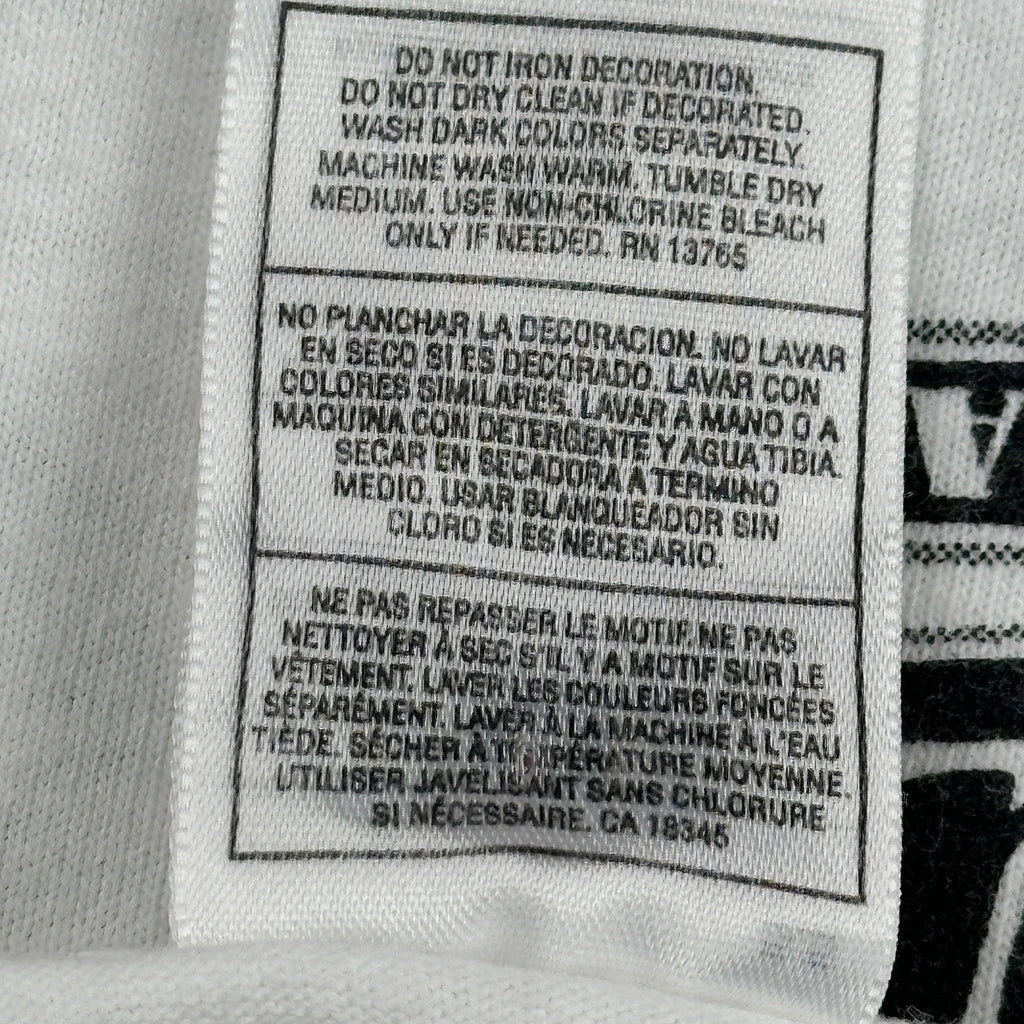 DO NOT IRON DECORATION.
DO NOT DRY CLEAN IF DECORATED.
WASH DARK COLORS SEPARATELY.
MACHINE WASH WARM. TUMBLE DRY
MEDIUM. USE NON-CHLORINE BLEACH
ONLY IF NEEDED. RN 13765
NO PLANCHAR LA DECORACION. NO LAVAR
EN SECO SI ES DECORADO. LAVAR CON
COLORES SIMILARES. LAVAR A MANO O A
MAQUINA COM DETERGENTE Y AGUA TIBIA.
SECAR EN SECADORA A TERMINO
MEDIO. USAR BLANQUEADOR SIN
CLORO SI ES NECESARIO.
NE PAS REPASSER LE MOTIF. NE PAS
NETTOYER À SEC S'IL Y A MOTIF SUR LE
VÊTEMENT. LAVER LES COULEURS FONCÉES
SÉPARÉMENT. LAVER À LA MACHINE À L'EAU
TIÈDE. SÉCHER À TEMPÉRATURE MOYENNE.
UTILISER JAVELISANT SANS CHLORURE
SI NÉCESSAIRE. CA 18345